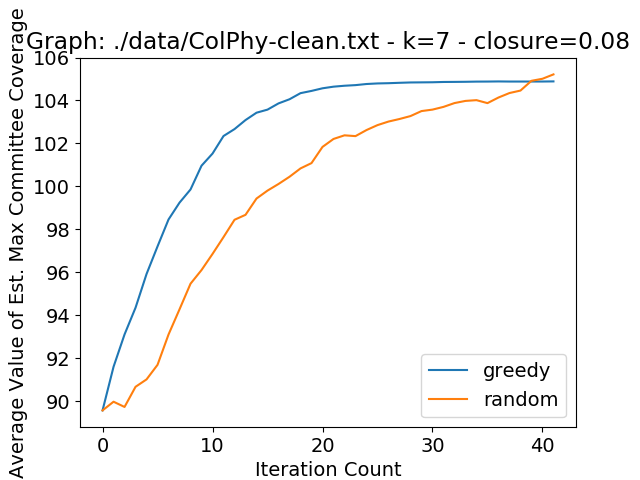 Graph: ./data/ColPhy-clean.txt - k=7 - closure=0.08
Average Value of Est. Max Committee Coverage
106
104
102
100
98
96
94
92
90
greedy
random
0 10 20 30 40
Iteration Count